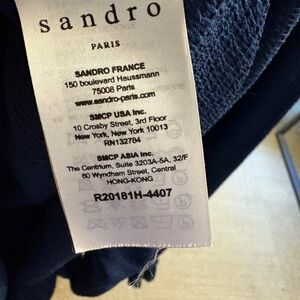 sandro
PARIS
SANDRO FRANCE
150 boulevard Haussmann
75008 Paris
www.sandro-paris.com
SMCP USA Inc.
10 Crosby Street, 3rd Floor
New York, New York 10013
RN132784
SMCP ASIA Inc.
The Centrium, Suite 3203A-5A, 32/F
60 Wyndham Street, Central
HONG-KONG
R20181H-4407